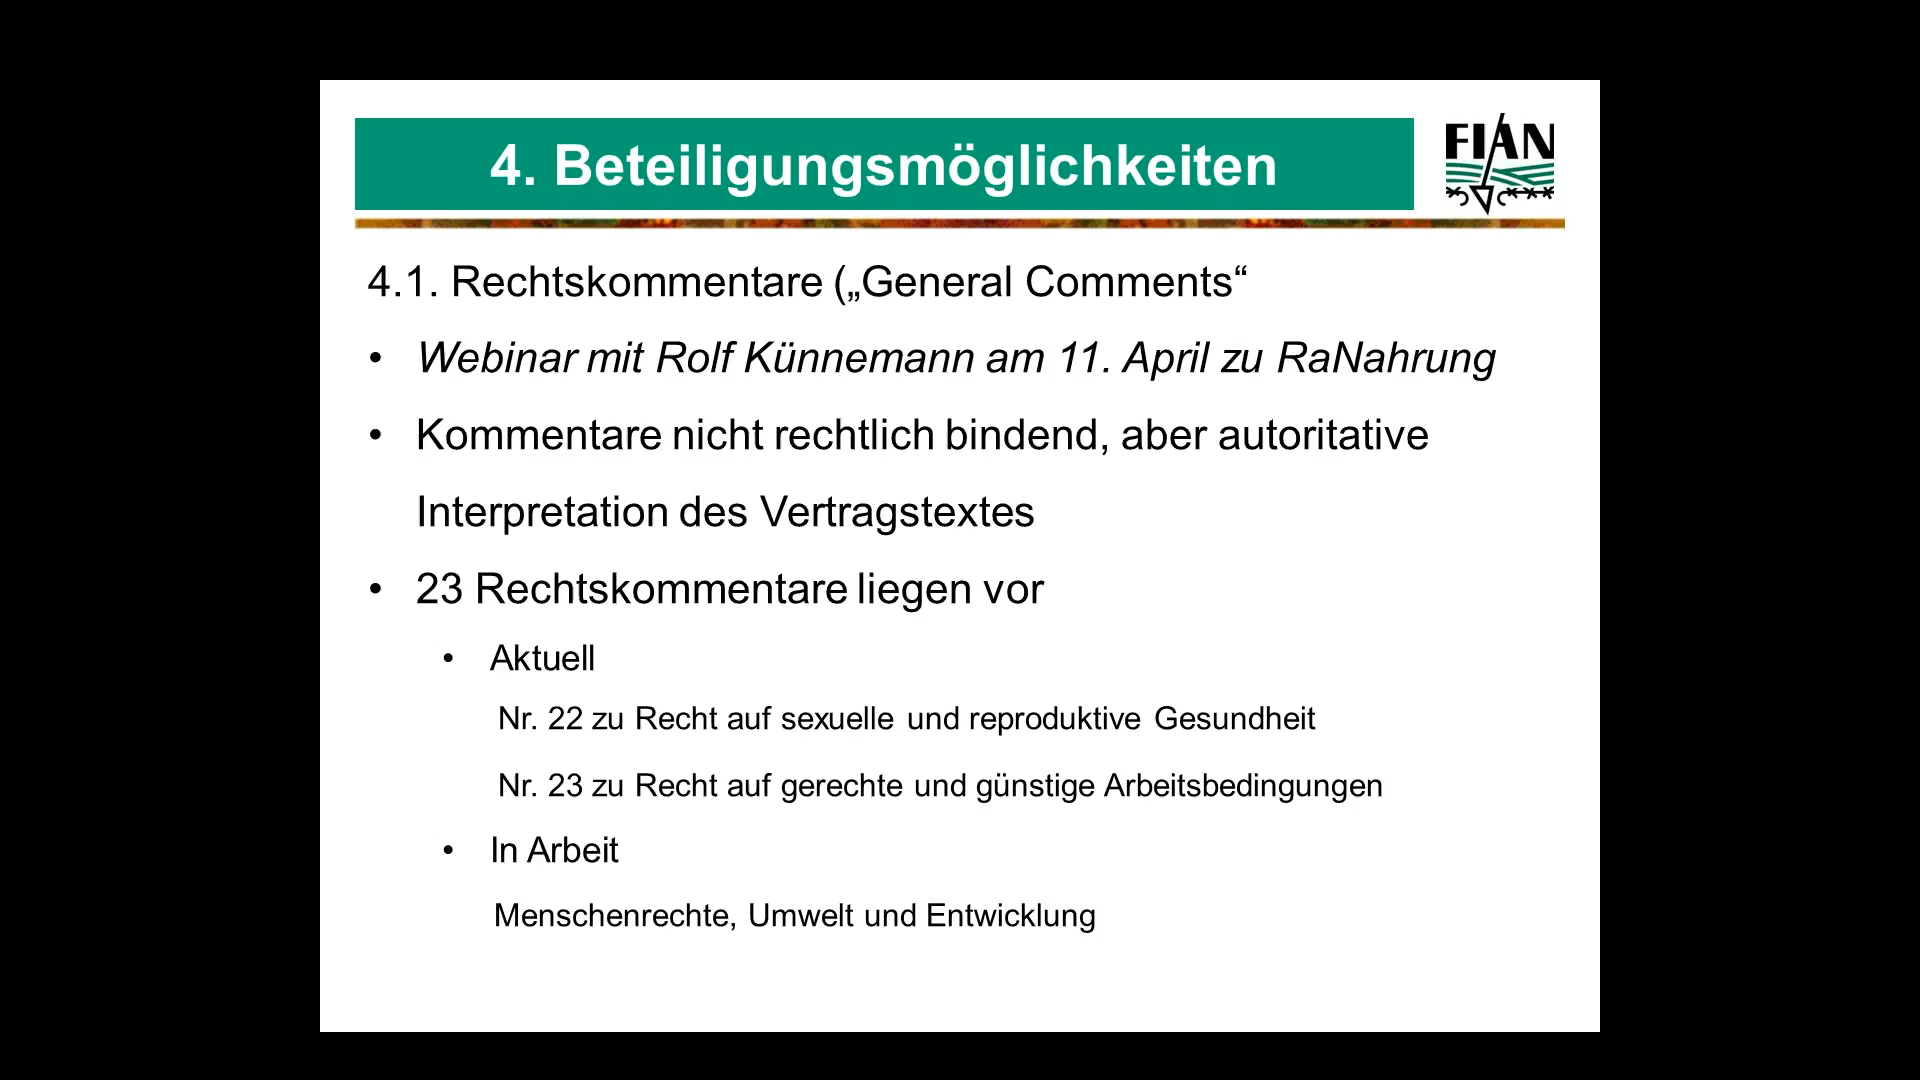 4. Beteiligungsmöglichkeiten
FIAN
4.1. Rechtskommentare („General Comments“
• Webinar mit Rolf Künnemann am 11. April zu RaNahrung
• Kommentare nicht rechtlich bindend, aber autoritative
Interpretation des Vertragstextes
• 23 Rechtskommentare liegen vor
• Aktuell
Nr. 22 zu Recht auf sexuelle und reproduktive Gesundheit
Nr. 23 zu Recht auf gerechte und günstige Arbeitsbedingungen
• In Arbeit
Menschenrechte, Umwelt und Entwicklung